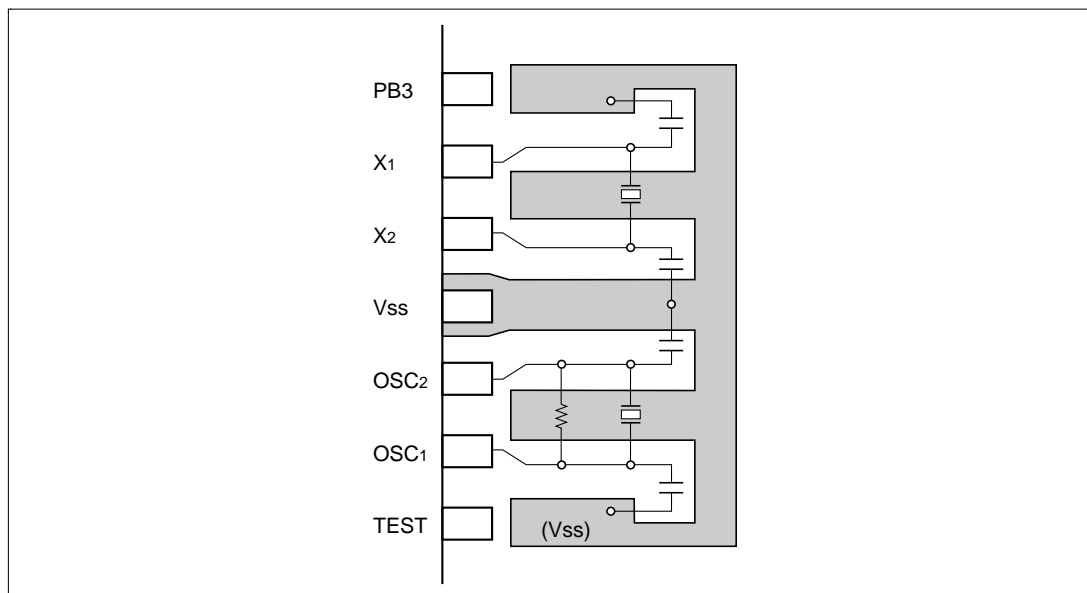 PB3
X1
X2
Vss
OSC2
OSC1
TEST
(Vss)